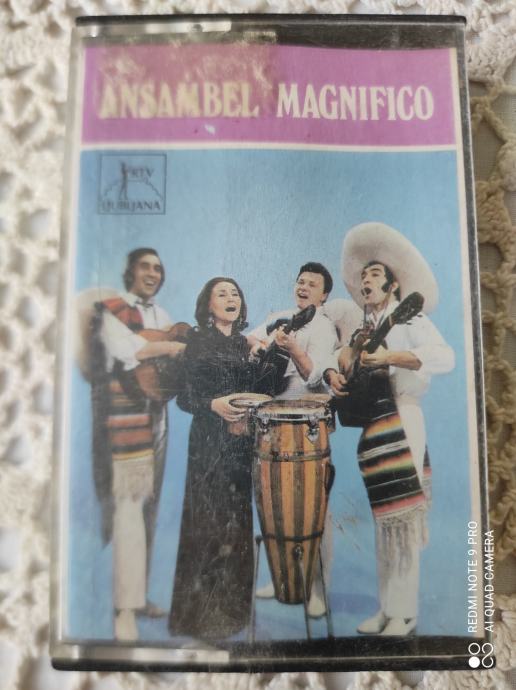 ANSAMBEL MAGNIFICO
RTV
LJUBLJANA
REDMI NOTE 9 PRO
AI QUAD CAMERA